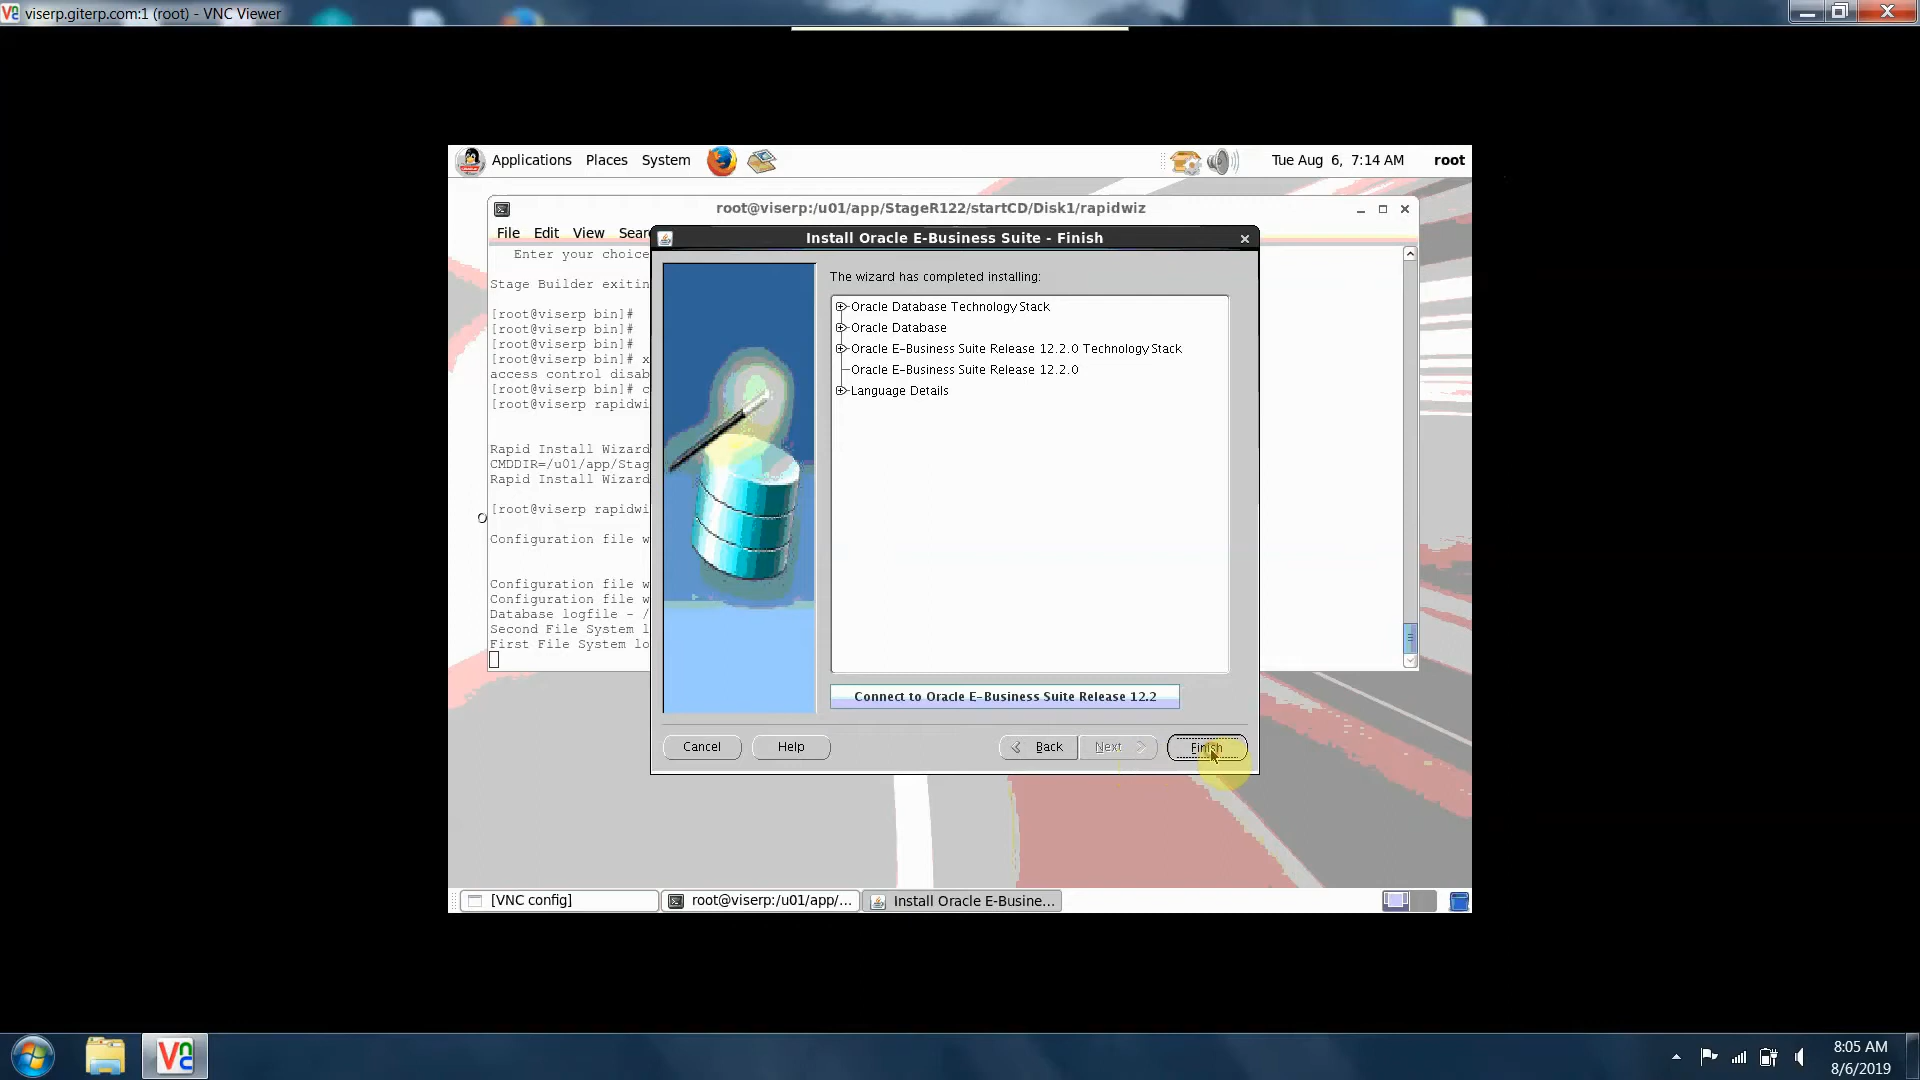 viserp.giterp.com:1 (root) - VNC Viewer
Applications Places System Tue Aug 6, 7:14 AM root
root@viserp:/u01/app/StageR122/startCD/Disk1/rapidwiz
File Edit View Sear
Enter your choice
Stage Builder exitin
[root@viserp bin]#
[root@viserp bin]#
[root@viserp bin]#
[root@viserp bin]# x
access control disab
[root@viserp bin]# c
[root@viserp rapidwi
Rapid Install Wizard
CMDDIR=/u01/app/Stag
Rapid Install Wizard
[root@viserp rapidwi
Configuration file w
Configuration file w
Configuration file w
Database logfile - /
Second File System l
First File System lo
Install Oracle E-Business Suite - Finish
The wizard has completed installing:
Oracle Database Technology Stack
Oracle Database
Oracle E-Business Suite Release 12.2.0 Technology Stack
Oracle E-Business Suite Release 12.2.0
Language Details
Connect to Oracle E-Business Suite Release 12.2
Cancel Help Back Next Finish
[VNC config] root@viserp:/u01/app/... Install Oracle E-Busine...
8:05 AM
8/6/2019